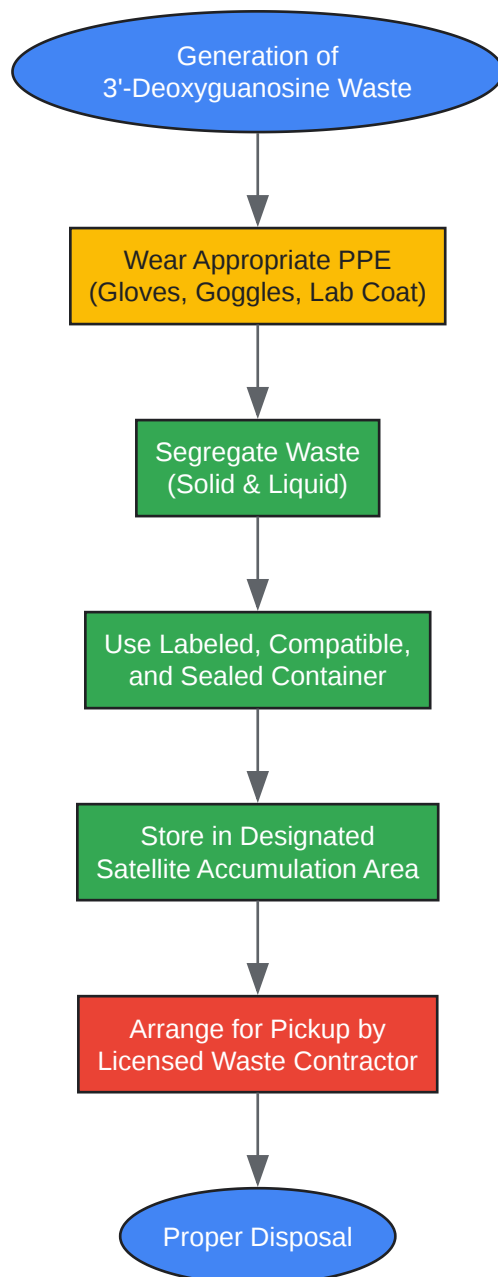 Generation of
3'-Deoxyguanosine Waste
Wear Appropriate PPE
(Gloves, Goggles, Lab Coat)
Segregate Waste
(Solid & Liquid)
Use Labeled, Compatible,
and Sealed Container
Store in Designated
Satellite Accumulation Area
Arrange for Pickup by
Licensed Waste Contractor
Proper Disposal